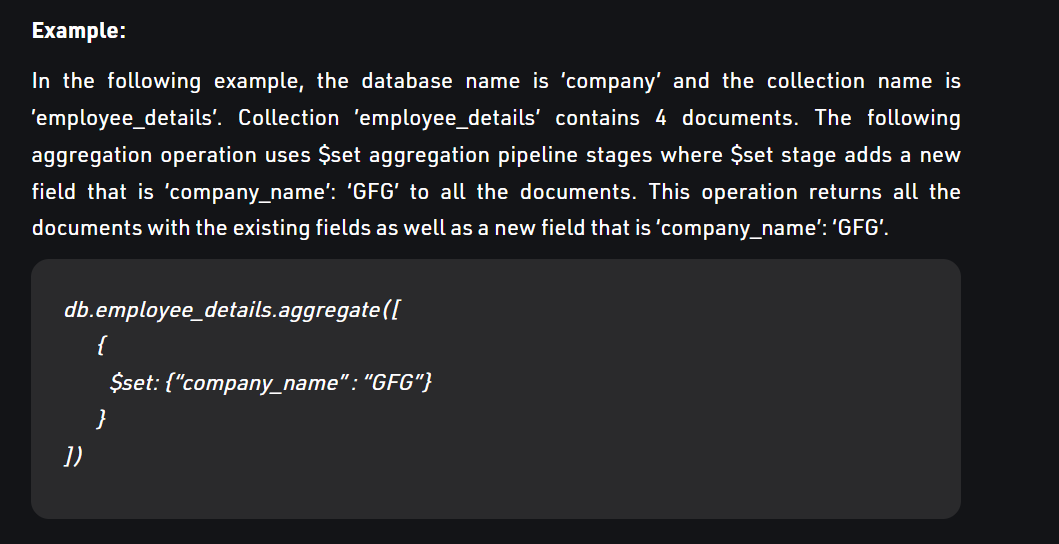 Example:
In the following example, the database name is ‘company’ and the collection name is
‘employee_details’. Collection ‘employee_details’ contains 4 documents. The following
aggregation operation uses $set aggregation pipeline stages where $set stage adds a new
field that is ‘company_name’: ‘GFG’ to all the documents. This operation returns all the
documents with the existing fields as well as a new field that is ‘company_name’: ‘GFG’.
db.employee_details.aggregate([
{
$set: {“company_name” : “GFG”}
}
])